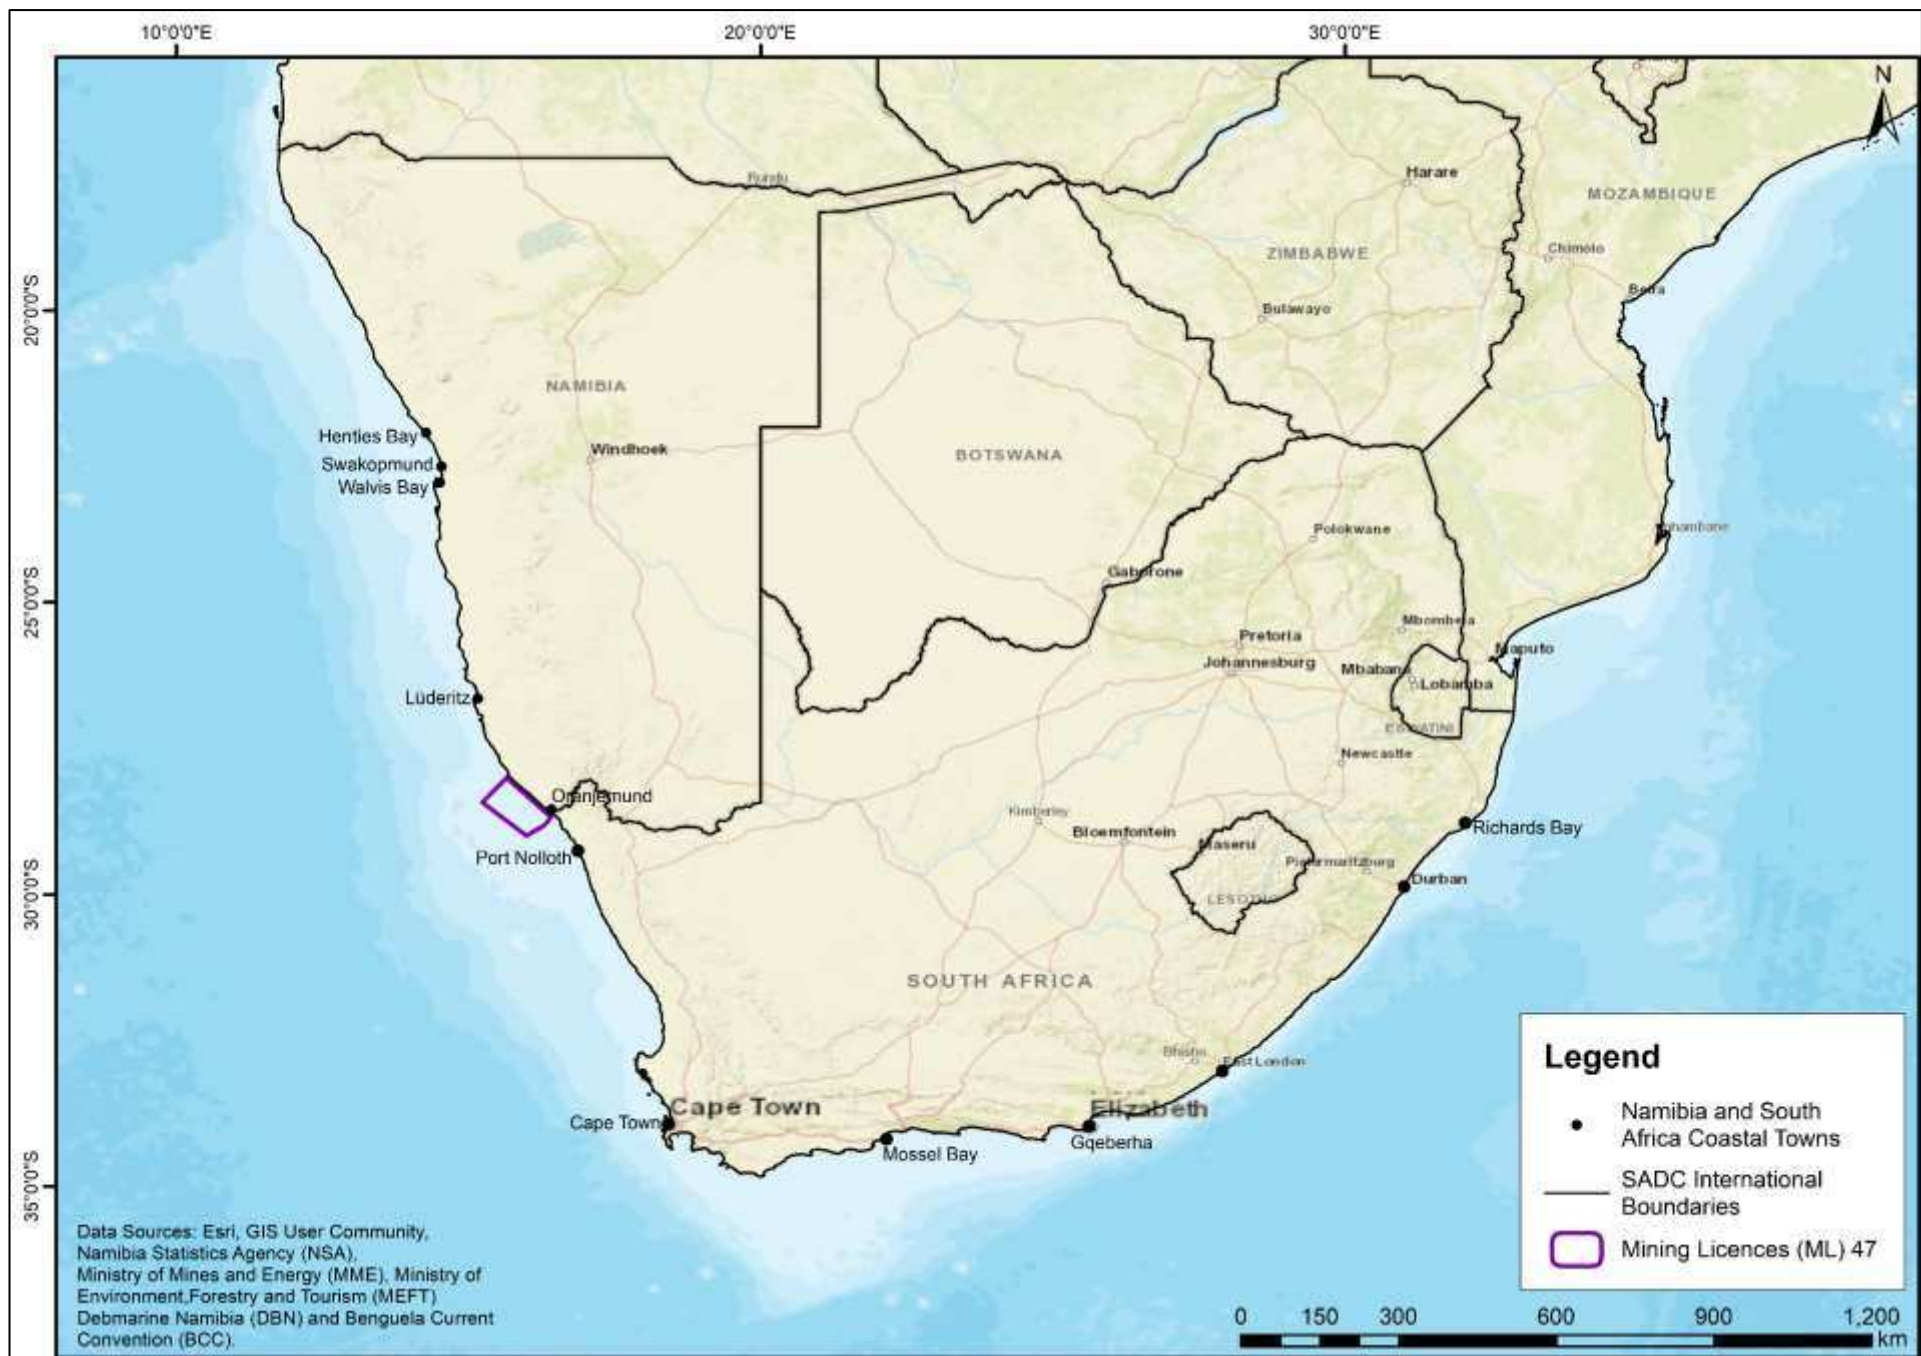 10°0'0"E
20°0'0"E
30°0'0"E
N
Rundu
Harare
MOZAMBIQUE
ZIMBABWE
Chimoio
20°0'0"S
Beira
Bulawayo
NAMIBIA
Henties Bay
Windhoek
BOTSWANA
Swakopmund
Walvis Bay
Polokwane
Gaborone
25°0'0"S
Mbombela
Pretoria
Maputo
Johannesburg
Mbabane
Lobamba
Lüderitz
ESWATINI
Newcastle
Oranjemund
Kimberley
Bloemfontein
Richards Bay
Maseru
Port Nolloth
Pietermaritzburg
Durban
30°0'0"S
LESOTHO
SOUTH AFRICA
Bhisho
East London
Cape Town
Elizabeth
Cape Town
Gqeberha
Mossel Bay
35°0'0"S
Legend
Namibia and South
Africa Coastal Towns
SADC International
Boundaries
Mining Licences (ML) 47
Data Sources: Esri, GIS User Community,
Namibia Statistics Agency (NSA),
Ministry of Mines and Energy (MME), Ministry of
Environment,Forestry and Tourism (MEFT)
Debmarine Namibia (DBN) and Benguela Current
Convention (BCC).
0 150 300 600 900 1,200
km